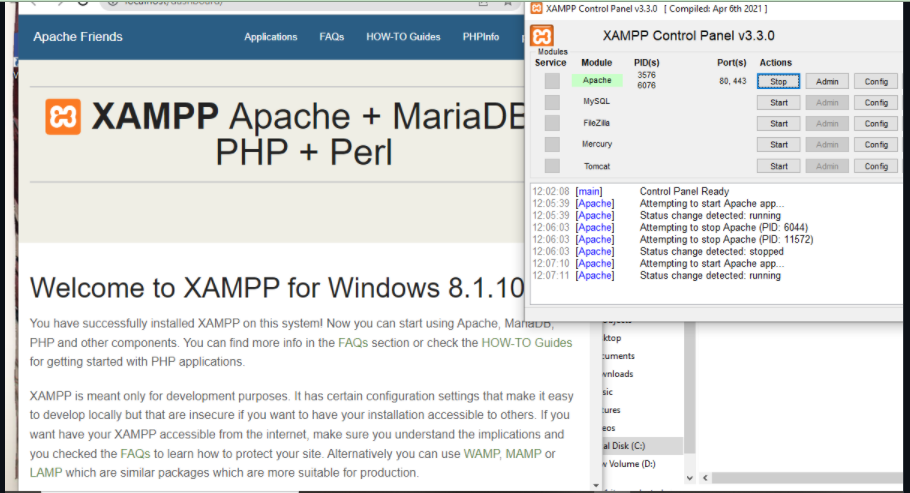 localhost/dashboard/
Apache Friends
Applications
FAQs
HOW-TO Guides
PHPInfo
XAMPP Apache + MariaDB
PHP + Perl
Welcome to XAMPP for Windows 8.1.10
You have successfully installed XAMPP on this system! Now you can start using Apache, MariaDB,
PHP and other components. You can find more info in the FAQs section or check the HOW-TO Guides
for getting started with PHP applications.
XAMPP is meant only for development purposes. It has certain configuration settings that make it easy
to develop locally but that are insecure if you want to have your installation accessible to others. If you
want have your XAMPP accessible from the internet, make sure you understand the implications and
you checked the FAQs to learn how to protect your site. Alternatively you can use WAMP, MAMP or
LAMP which are similar packages which are more suitable for production.
XAMPP Control Panel v3.3.0 [ Compiled: Apr 6th 2021 ]
XAMPP Control Panel v3.3.0
Modules
Service Module PID(s) Port(s) Actions
Apache 3576 6076 80, 443 Stop Admin Config
MySQL Start Admin Config
FileZilla Start Admin Config
Mercury Start Admin Config
Tomcat Start Admin Config
12:02:08 [main] Control Panel Ready
12:05:39 [Apache] Attempting to start Apache app...
12:05:39 [Apache] Status change detected: running
12:06:03 [Apache] Attempting to stop Apache (PID: 6044)
12:06:03 [Apache] Attempting to stop Apache (PID: 11572)
12:06:03 [Apache] Status change detected: stopped
12:07:10 [Apache] Attempting to start Apache app...
12:07:11 [Apache] Status change detected: running
ktop
uments
wnloads
sic
ures
eos
al Disk (C:)
w Volume (D:)